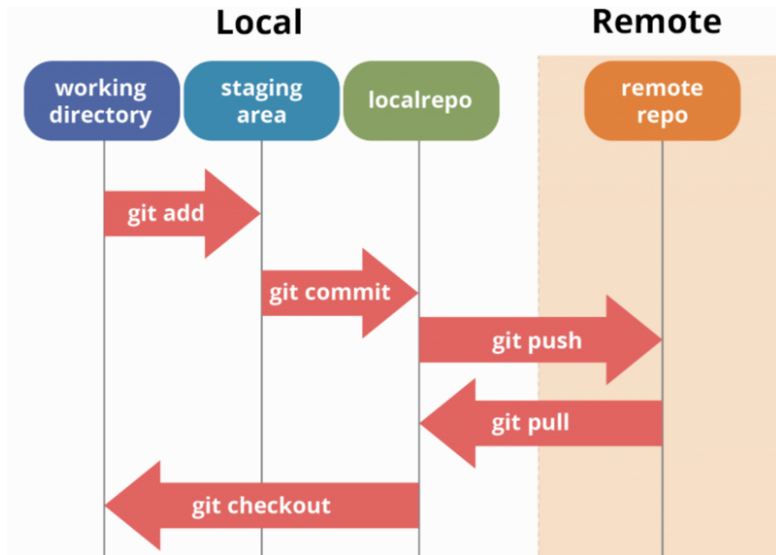 Local
Remote
working
directory
staging
area
localrepo
remote
repo
git add
git commit
git push
git pull
git checkout